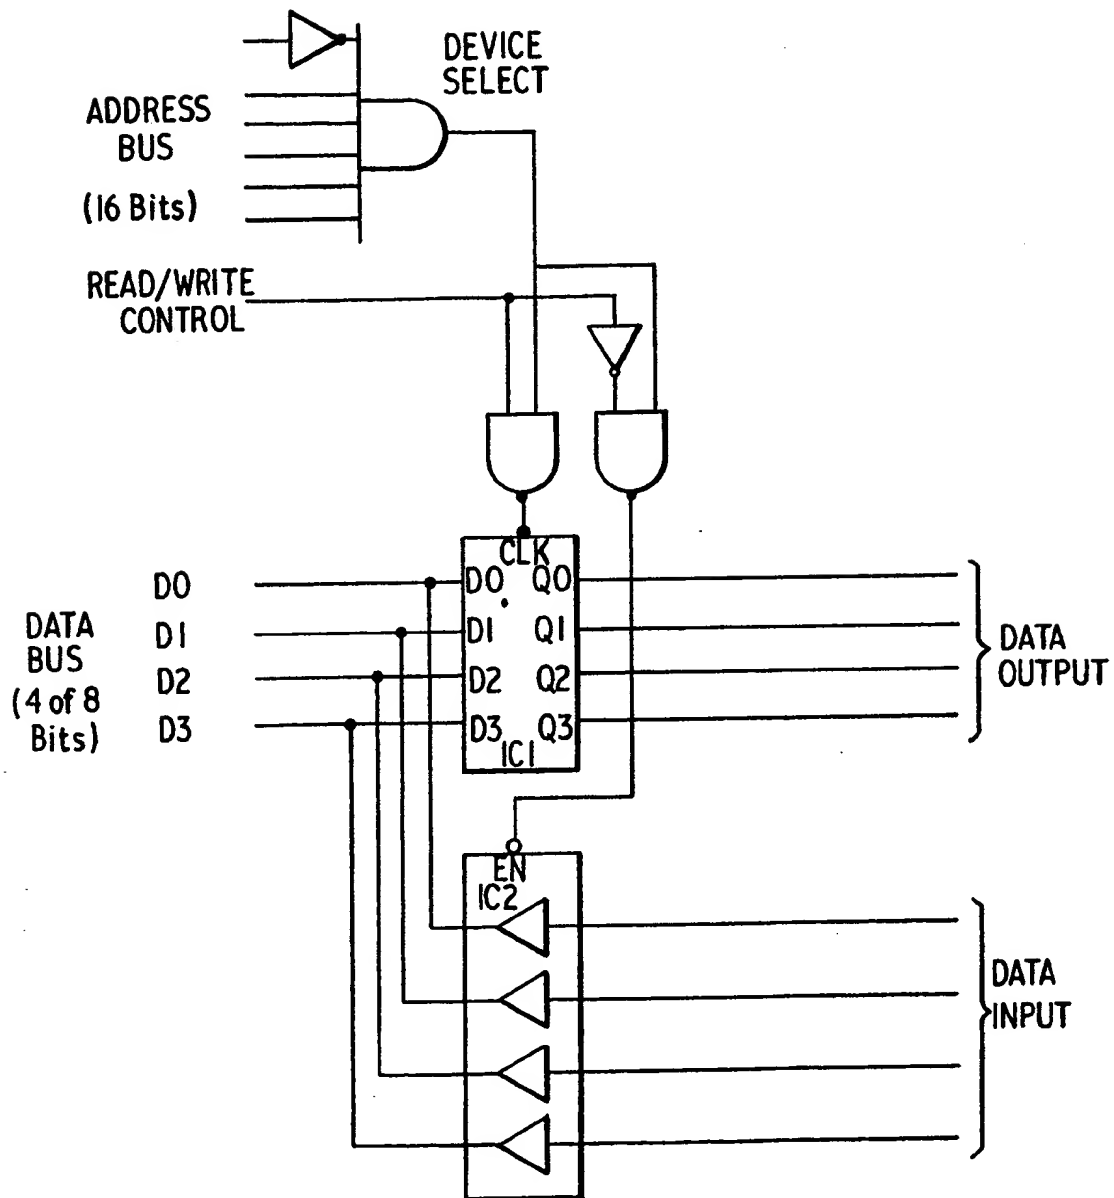 DEVICE
SELECT
ADDRESS
BUS
(16 Bits)
READ/WRITE
CONTROL
CLK
D0
D0
Q0
DATA
BUS
(4 of 8
Bits)
D1
D1
Q1
D2
D2
Q2
D3
D3
Q3
IC1
DATA
OUTPUT
EN
IC2
DATA
INPUT